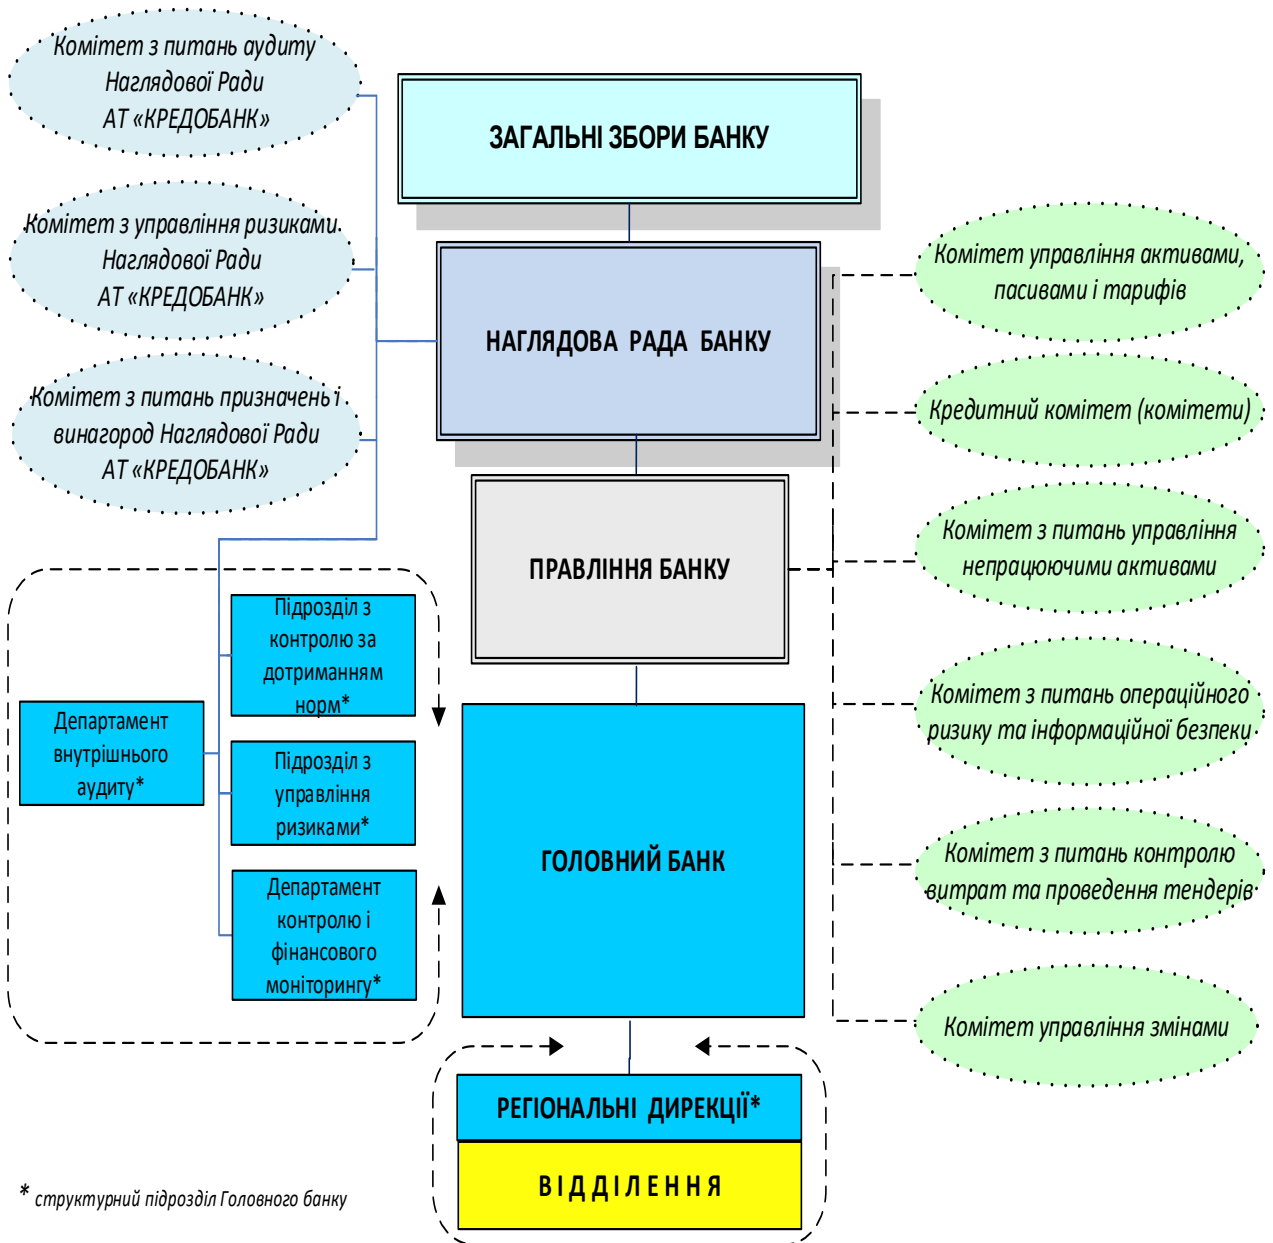 Комітет з питань аудиту
Наглядової Ради
АТ «КРЕДОБАНК»
ЗАГАЛЬНІ ЗБОРИ БАНКУ
Комітет з управління ризиками
Наглядової Ради
АТ «КРЕДОБАНК»
Комітет управління активами,
пасивами і тарифів
НАГЛЯДОВА РАДА БАНКУ
Комітет з питань призначень і
винагород Наглядової Ради
АТ «КРЕДОБАНК»
Кредитний комітет (комітети)
Комітет з питань управління
непрацюючими активами
ПРАВЛІННЯ БАНКУ
Підрозділ з
контролю за
дотриманням
норм*
Департамент
внутрішнього
аудиту*
Підрозділ з
управління
ризиками*
Департамент
контролю і
фінансового
моніторингу*
Комітет з питань операційного
ризику та інформаційної безпеки
ГОЛОВНИЙ БАНК
Комітет з питань контролю
витрат та проведення тендерів
Комітет управління змінами
РЕГІОНАЛЬНІ ДИРЕКЦІЇ*
В І Д Д І Л Е Н Н Я
* структурний підрозділ Головного банку